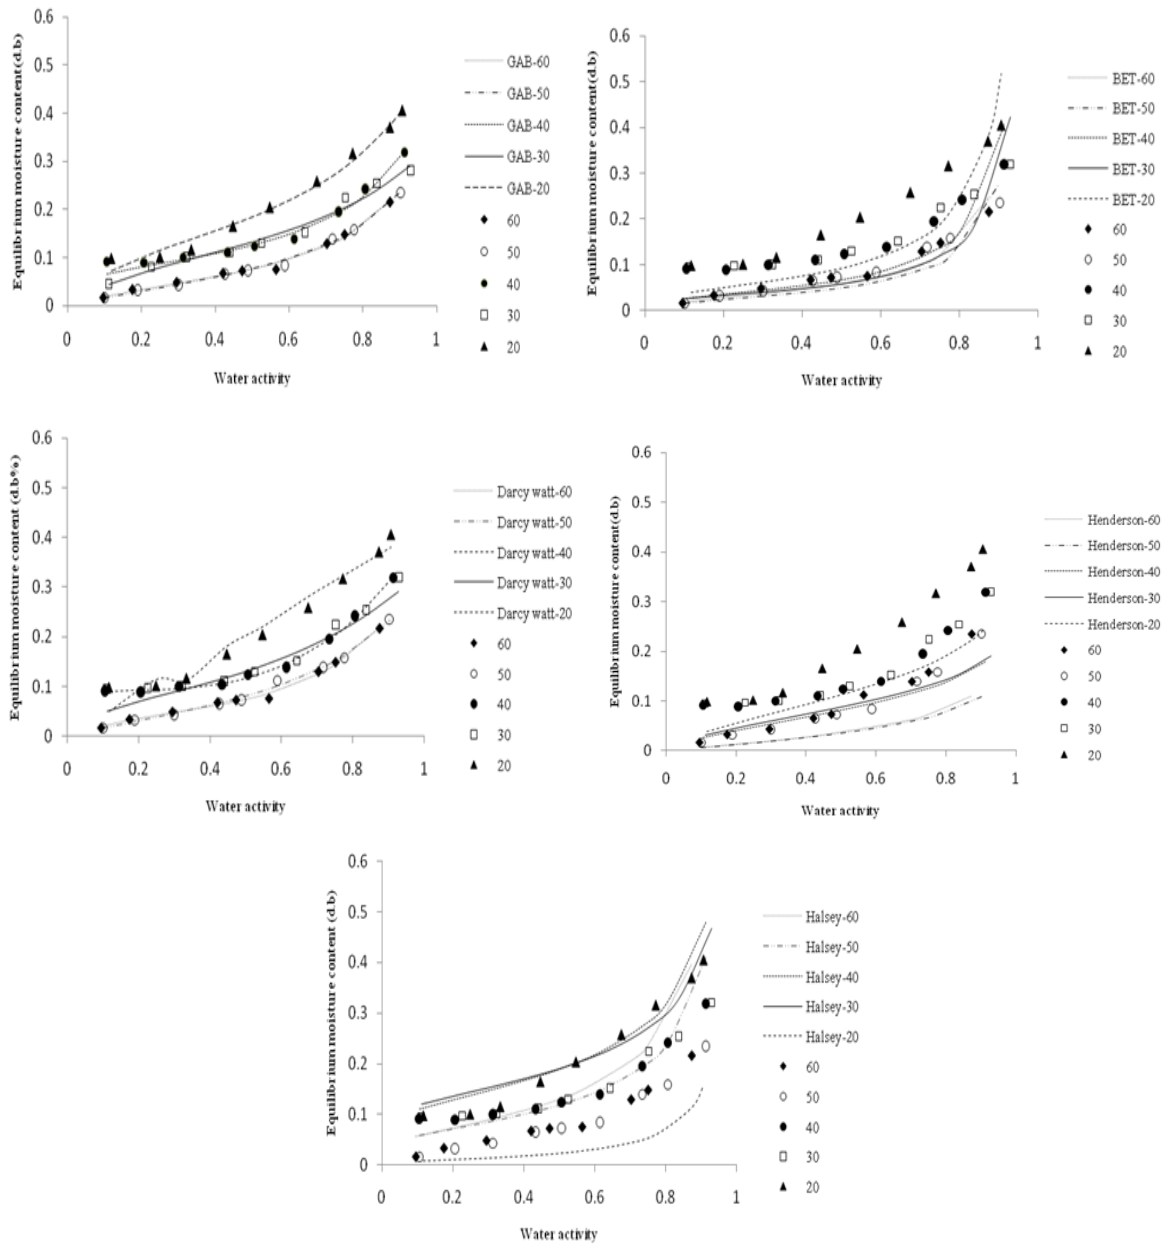 0.6
0.5
0.4
0.3
0.2
0.1
0
Equilibrium moisture content(d.b)
0 0.2 0.4 0.6 0.8 1
Water activity
GAB-60
GAB-50
GAB-40
GAB-30
GAB-20
60
50
40
30
20
0.6
0.5
0.4
0.3
0.2
0.1
0
Equilibrium moisture content(d.b)
0 0.2 0.4 0.6 0.8 1
Water activity
BET-60
BET-50
BET-40
BET-30
BET-20
60
50
40
30
20
0.6
0.5
0.4
0.3
0.2
0.1
0
Equilibrium moisture content (d.b%)
0 0.2 0.4 0.6 0.8 1
Water activity
Darcy watt-60
Darcy watt-50
Darcy watt-40
Darcy watt-30
Darcy watt-20
60
50
40
30
20
0.6
0.5
0.4
0.3
0.2
0.1
0
Equilibrium moisture content(d.b)
0 0.2 0.4 0.6 0.8 1
Water activity
Henderson-60
Henderson-50
Henderson-40
Henderson-30
Henderson-20
60
50
40
30
20
0.6
0.5
0.4
0.3
0.2
0.1
0
Equilibrium moisture content (d.b)
0 0.2 0.4 0.6 0.8 1
Water activity
Halsey-60
Halsey-50
Halsey-40
Halsey-30
Halsey-20
60
50
40
30
20